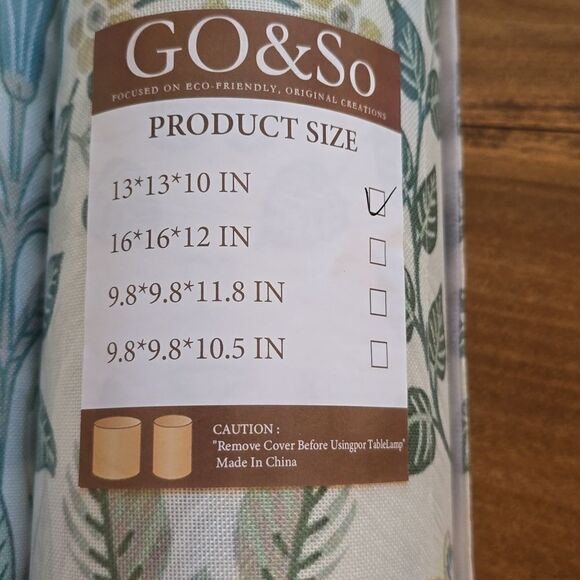 GO&So
FOCUSED ON ECO-FRIENDLY, ORIGINAL CREATIONS
PRODUCT SIZE
13*13*10 IN
16*16*12 IN
9.8*9.8*11.8 IN
9.8*9.8*10.5 IN
CAUTION :
"Remove Cover Before Usingpor TableLamp"
Made In China